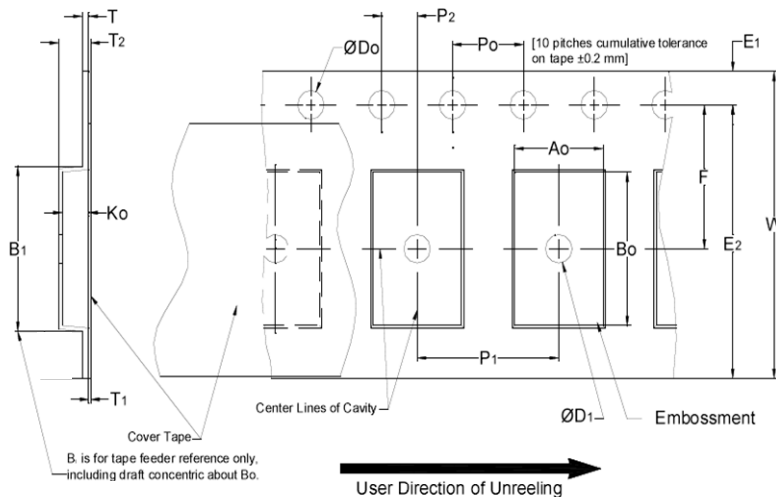 T
T2
P2
ØDo
Po
[10 pitches cumulative tolerance
on tape ±0.2 mm]
E1
Ao
F
W
Ko
B1
Bo
E2
P1
T1
Center Lines of Cavity
ØD1
Embossment
Cover Tape
B. is for tape feeder reference only,
including draft concentric about Bo.
User Direction of Unreeling